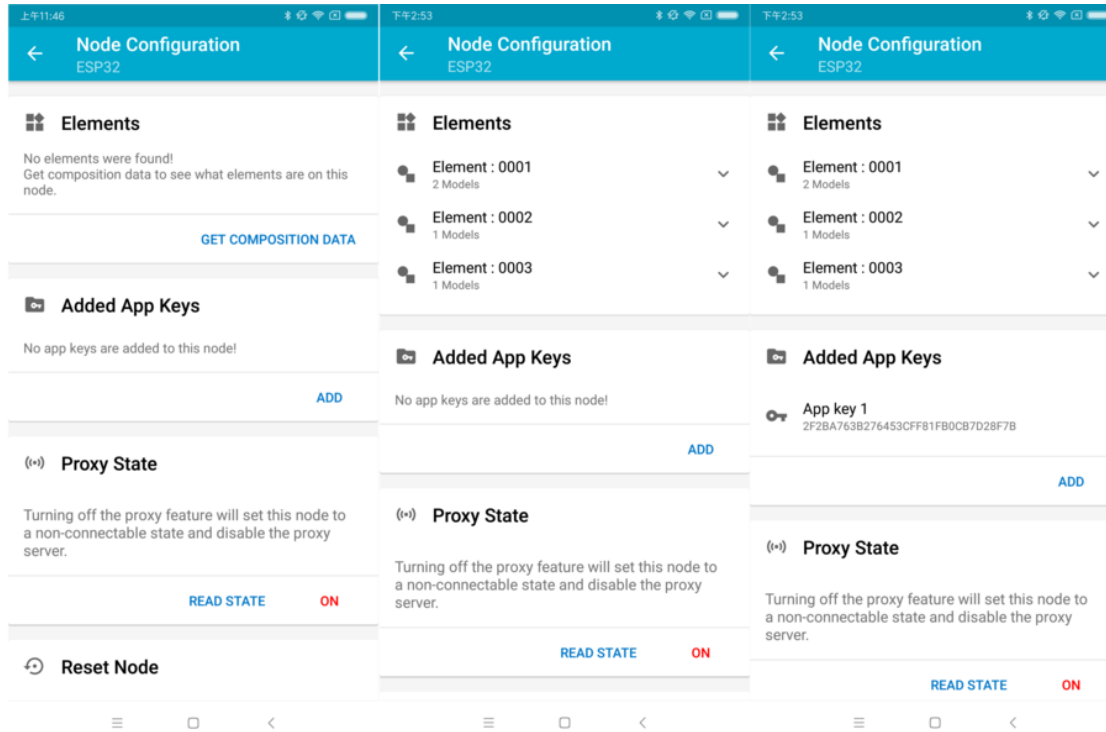 上午11:46
Node Configuration
ESP32
Elements
No elements were found!
Get composition data to see what elements are on this
node.
GET COMPOSITION DATA
Added App Keys
No app keys are added to this node!
ADD
Proxy State
Turning off the proxy feature will set this node to
a non-connectable state and disable the proxy
server.
READ STATE ON
Reset Node
下午2:53
Node Configuration
ESP32
Elements
Element : 0001
2 Models
Element : 0002
1 Models
Element : 0003
1 Models
Added App Keys
No app keys are added to this node!
ADD
Proxy State
Turning off the proxy feature will set this node to
a non-connectable state and disable the proxy
server.
READ STATE ON
下午2:53
Node Configuration
ESP32
Elements
Element : 0001
2 Models
Element : 0002
1 Models
Element : 0003
1 Models
Added App Keys
App key 1
2F2BA763B276453CFF81FB0CB7D28F7B
ADD
Proxy State
Turning off the proxy feature will set this node to
a non-connectable state and disable the proxy
server.
READ STATE ON